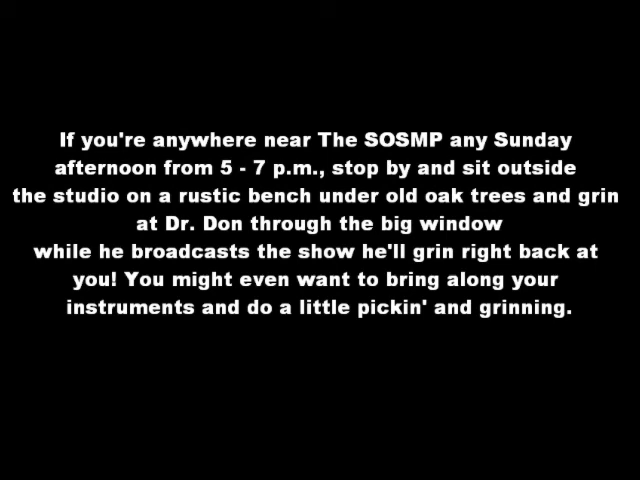 If you're anywhere near The SOSMP any Sunday
afternoon from 5 - 7 p.m., stop by and sit outside
the studio on a rustic bench under old oak trees and grin
at Dr. Don through the big window
while he broadcasts the show he'll grin right back at
you! You might even want to bring along your
instruments and do a little pickin' and grinning.